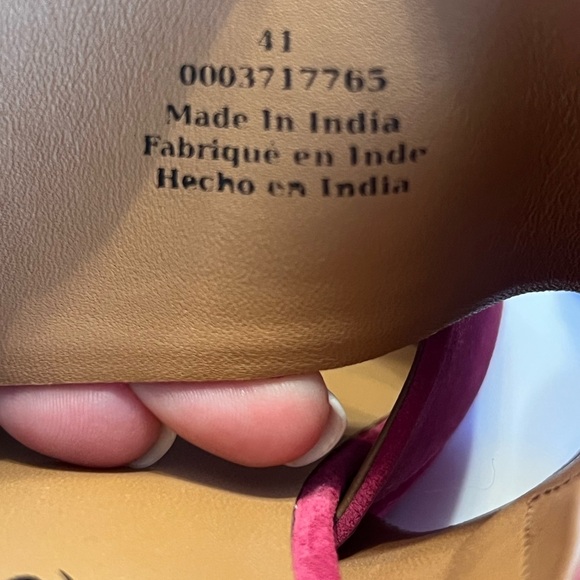 41
0003717765
Made In India
Fabriqué en Inde
Hecho en India